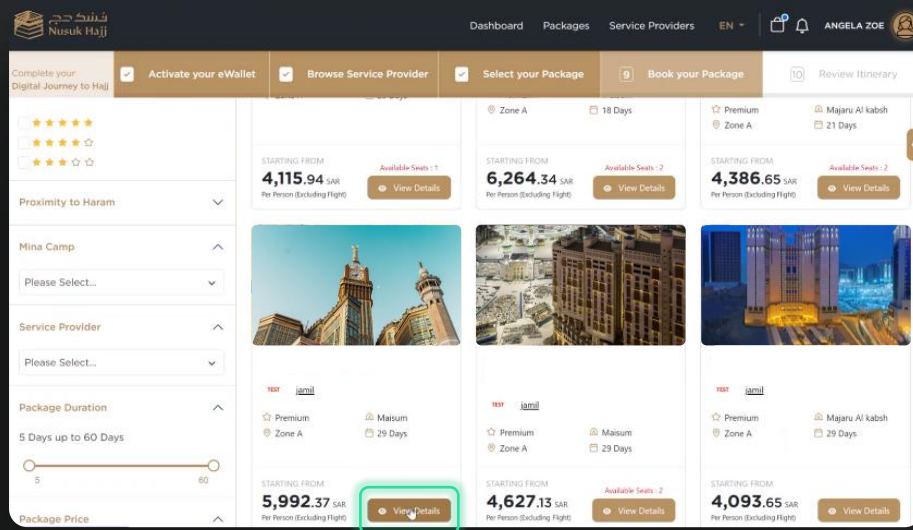 نسك حج
Nusuk Hajj
Dashboard
Packages
Service Providers
EN
ANGELA ZOE
Complete your
Digital Journey to Hajj
Activate your eWallet
Browse Service Provider
Select your Package
9 Book your Package
10 Review Itinerary
Zone A
18 Days
Premium
Majaru Al kabsh
Zone A
21 Days
STARTING FROM
4,115.94 SAR
Per Person (Excluding Flight)
Available Seats : 1
View Details
STARTING FROM
6,264.34 SAR
Per Person (Excluding Flight)
Available Seats : 2
View Details
STARTING FROM
4,386.65 SAR
Per Person (Excluding Flight)
Available Seats : 2
View Details
Proximity to Haram
Mina Camp
Please Select...
Service Provider
Please Select...
Package Duration
5 Days up to 60 Days
5
60
Package Price
TEST jamil
Premium
Maisum
Zone A
29 Days
STARTING FROM
5,992.37 SAR
Per Person (Excluding Flight)
View Details
TEST jamil
Premium
Maisum
Zone A
29 Days
STARTING FROM
4,627.13 SAR
Per Person (Excluding Flight)
Available Seats : 2
View Details
TEST jamil
Premium
Majaru Al kabsh
Zone A
29 Days
STARTING FROM
4,093.65 SAR
Per Person (Excluding Flight)
View Details